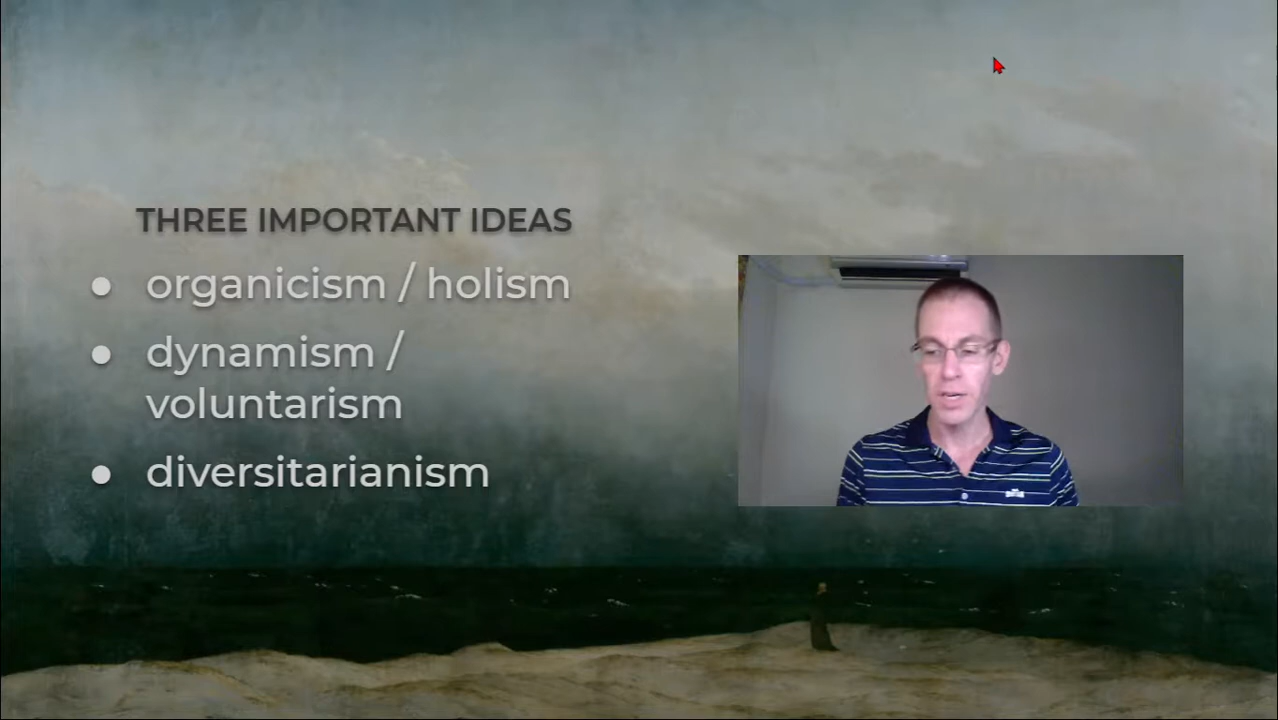 THREE IMPORTANT IDEAS
● organicism / holism
● dynamism /
voluntarism
● diversitarianism